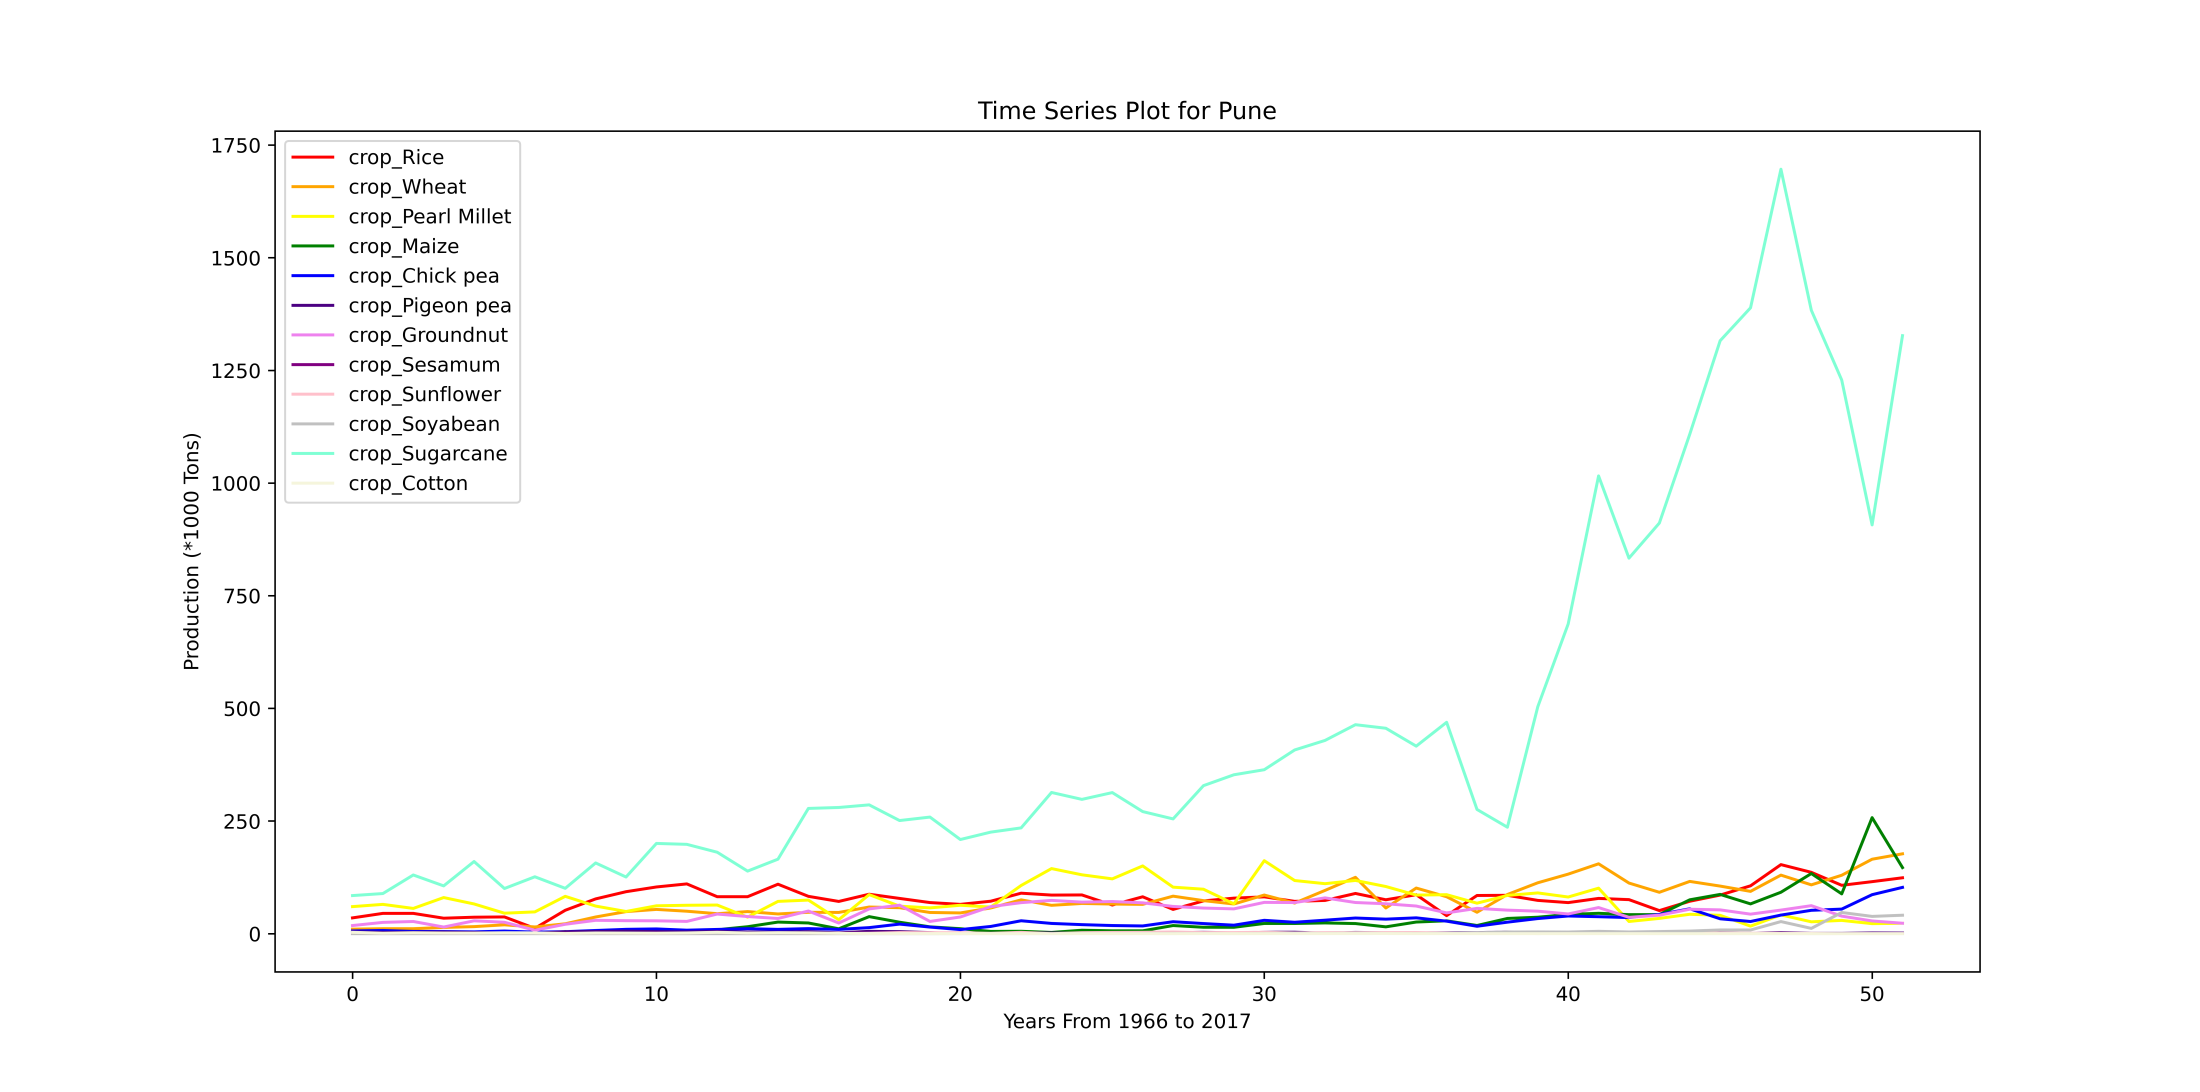 Time Series Plot for Pune
Production (*1000 Tons)
1750
1500
1250
1000
750
500
250
0
crop_Rice
crop_Wheat
crop_Pearl Millet
crop_Maize
crop_Chick pea
crop_Pigeon pea
crop_Groundnut
crop_Sesamum
crop_Sunflower
crop_Soyabean
crop_Sugarcane
crop_Cotton
0 10 20 30 40 50
Years From 1966 to 2017